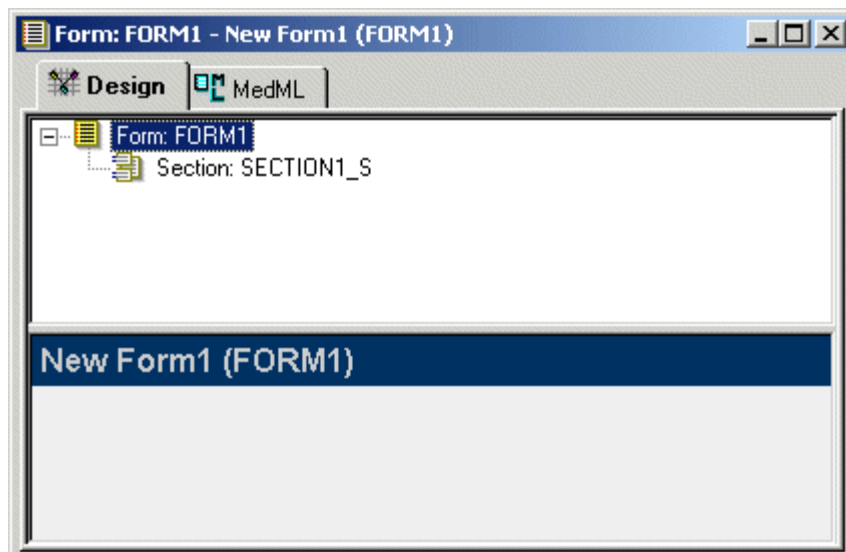 Form: FORM1 - New Form1 (FORM1)
Design MedML
Form: FORM1
Section: SECTION1_S
New Form1 (FORM1)